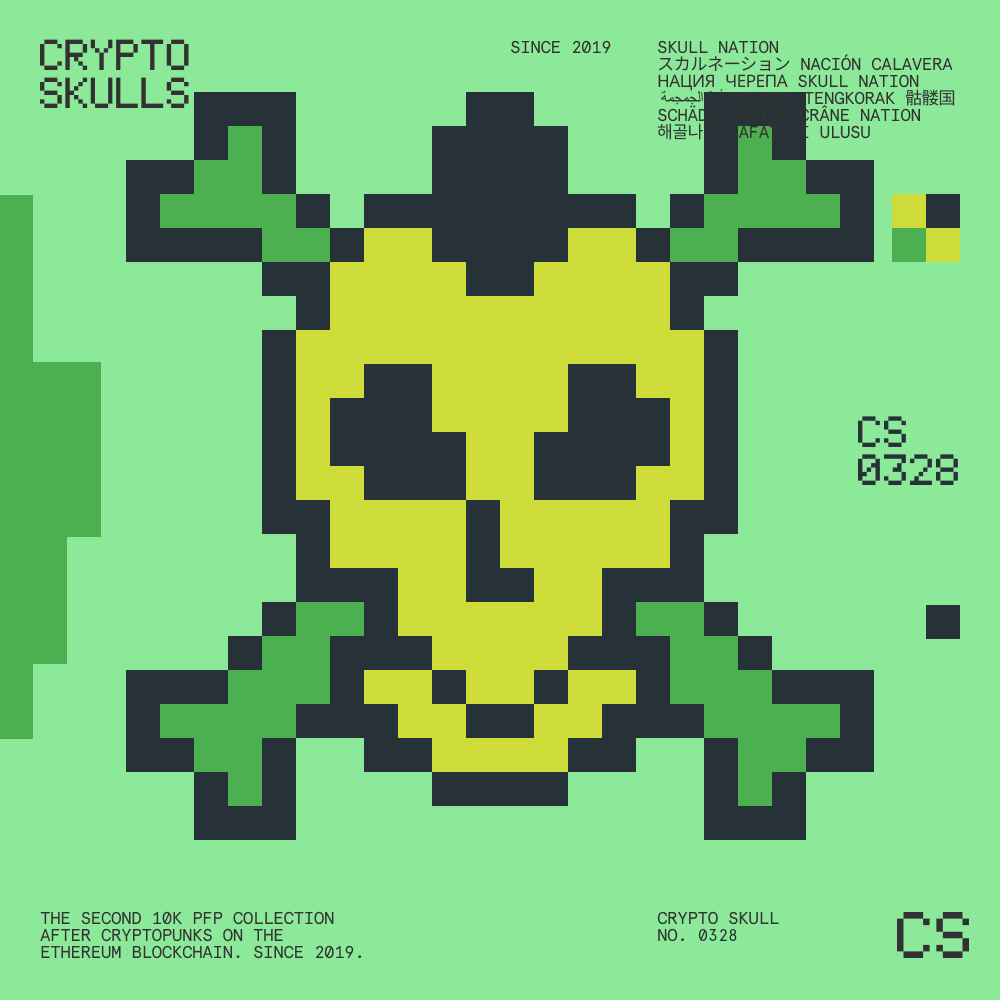 CRYPTO
SKULLS
SINCE 2019
SKULL NATION
スカルネーション NACIÓN CALAVERA
НАЦИЯ ЧЕРЕПА SKULL NATION
TENGKORAK 骷髅国
CRÂNE NATION
ULUSU
CS
0328
THE SECOND 10K PFP COLLECTION
AFTER CRYPTOPUNKS ON THE
ETHEREUM BLOCKCHAIN. SINCE 2019.
CRYPTO SKULL
NO. 0328
CS